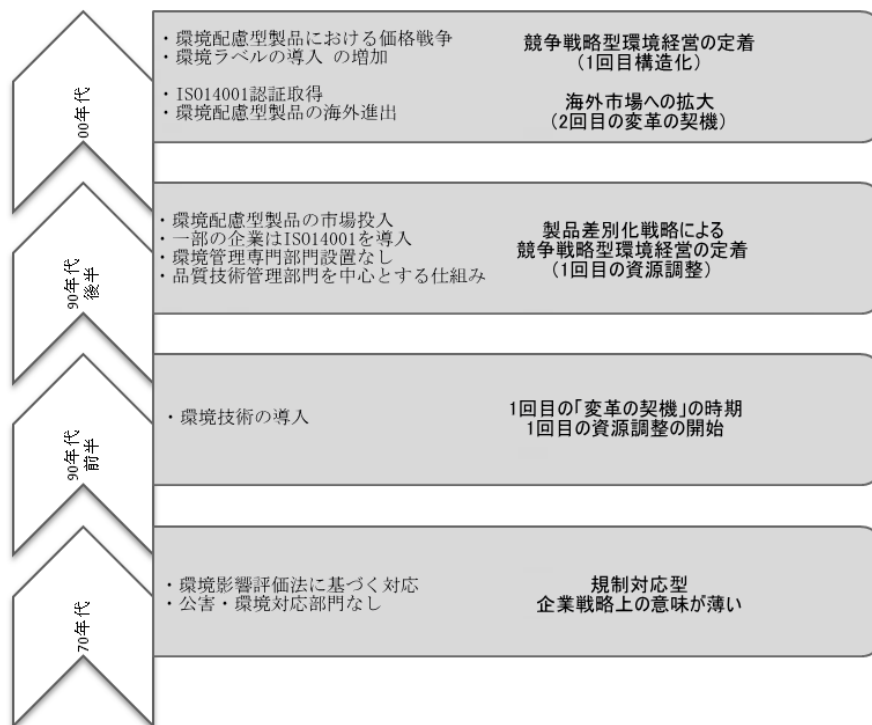 00年代
・環境配慮型製品における価格戦争
・環境ラベルの導入 の増加
・ISO14001認証取得
・環境配慮型製品の海外進出
競争戦略型環境経営の定着
(1回目構造化)
海外市場への拡大
(2回目の変革の契機)
90年代
後半
・環境配慮型製品の市場投入
・一部の企業はISO14001を導入
・環境管理専門部門設置なし
・品質技術管理部門を中心とする仕組み
製品差別化戦略による
競争戦略型環境経営の定着
(1回目の資源調整)
90年代
前半
・環境技術の導入
1回目の「変革の契機」の時期
1回目の資源調整の開始
70年代
・環境影響評価法に基づく対応
・公害・環境対応部門なし
規制対応型
企業戦略上の意味が薄い